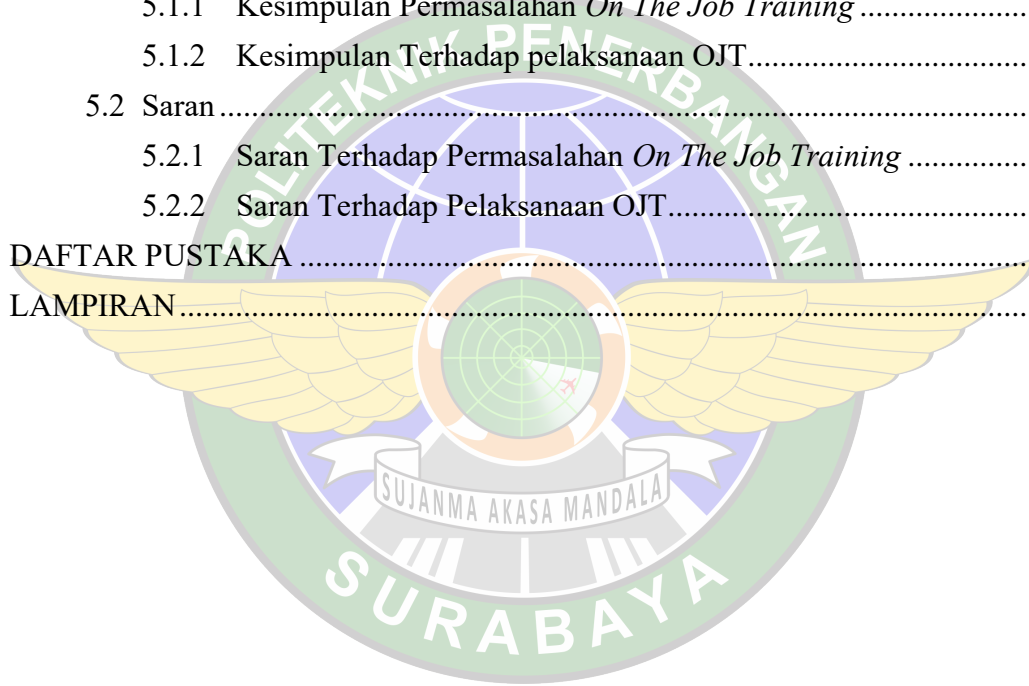 5.1.1 Kesimpulan Permasalahan On The Job Training ....................
5.1.2 Kesimpulan Terhadap pelaksanaan OJT....................
5.2 Saran ....................
5.2.1 Saran Terhadap Permasalahan On The Job Training ....................
5.2.2 Saran Terhadap Pelaksanaan OJT....................
DAFTAR PUSTAKA ....................
LAMPIRAN....................
POLITEKNIK PENERBANGAN
SUJANMA AKASA MANDALA
SURABAYA